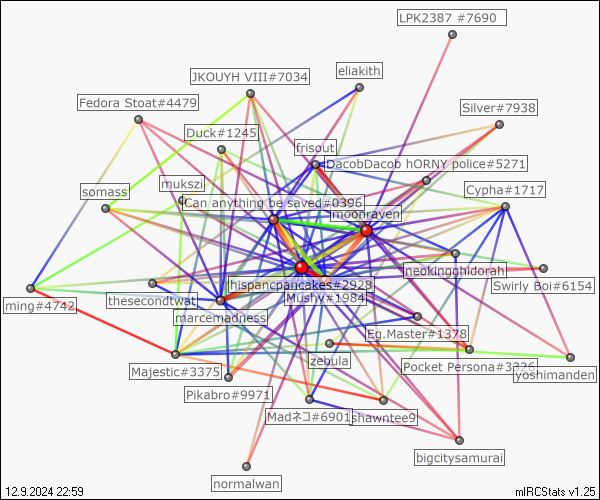 LPK2387 #7690
eliakith
JKOUYH VIII#7034
Fedora Stoat#4479
Silver#7938
Duck#1245
frisout
DacobDacob hORNY police#5271
mukszi
somass
Cypha#1717
Can anything be saved#0396
moonraven
neokingghidorah
hispancpancakes#2928
Swirly Boi#6154
Mushy#1984
thesecondtwat
ming#4742
marcemadness
Eg.Master#1378
zebula
Pocket Persona#3326
Majestic#3375
yoshimanden
Pikabro#9971
Madネコ#6901
shawntee9
bigcitysamurai
normalwan
12.9.2024 22:59
mIRCStats v1.25